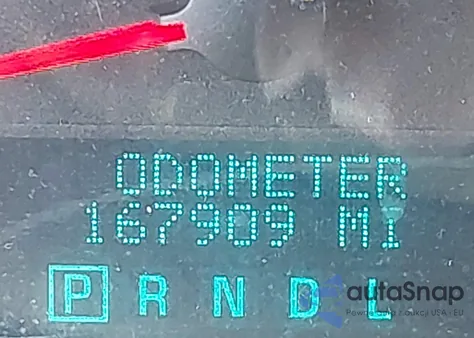 ODOMETER
167909 MI
P R N D L
autaSnap